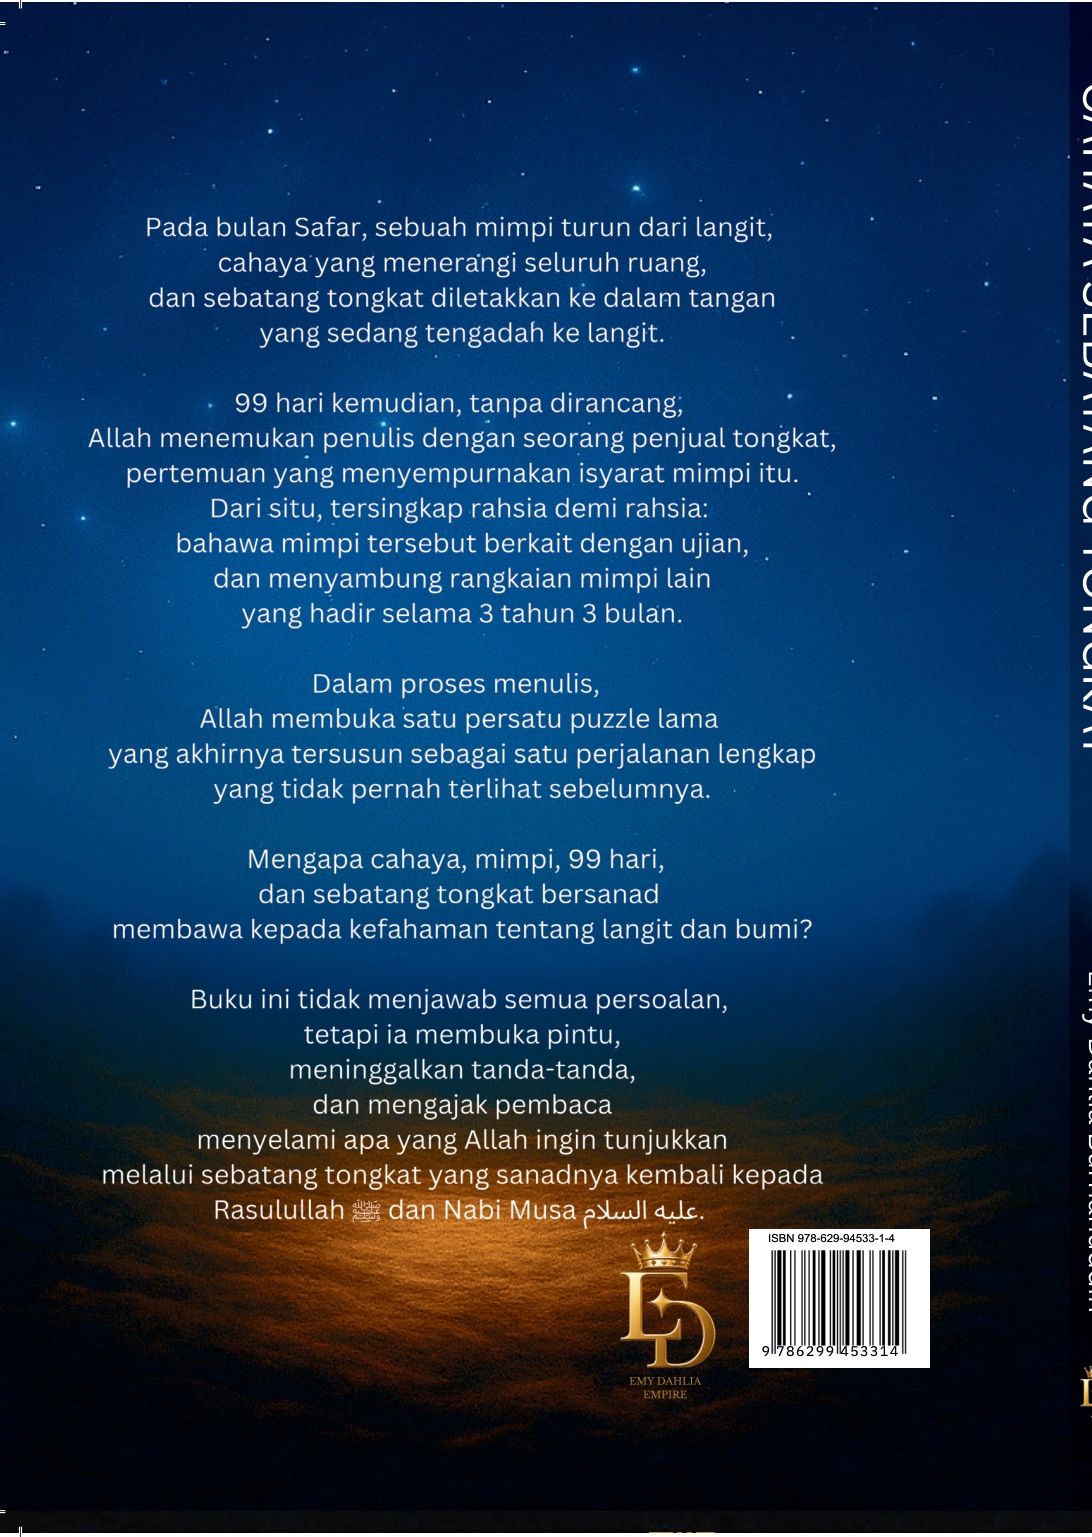 Pada bulan Safar, sebuah mimpi turun dari langit,
cahaya yang menerangi seluruh ruang,
dan sebatang tongkat diletakkan ke dalam tangan
yang sedang tengadah ke langit.
99 hari kemudian, tanpa dirancang,
Allah menemukan penulis dengan seorang penjual tongkat,
pertemuan yang menyempurnakan isyarat mimpi itu.
Dari situ, tersingkap rahsia demi rahsia:
bahawa mimpi tersebut berkait dengan ujian,
dan menyambung rangkaian mimpi lain
yang hadir selama 3 tahun 3 bulan.
Dalam proses menulis,
Allah membuka satu persatu puzzle lama
yang akhirnya tersusun sebagai satu perjalanan lengkap
yang tidak pernah terlihat sebelumnya.
Mengapa cahaya, mimpi, 99 hari,
dan sebatang tongkat bersanad
membawa kepada kefahaman tentang langit dan bumi?
Buku ini tidak menjawab semua persoalan,
tetapi ia membuka pintu,
meninggalkan tanda-tanda,
dan mengajak pembaca
menyelami apa yang Allah ingin tunjukkan
melalui sebatang tongkat yang sanadnya kembali kepada
Rasulullah ﷺ dan Nabi Musa عليه السلام.
ED
EMY DAHLIA
EMPIRE
ISBN 978-629-94533-1-4
9 786299 453314
SEBATANG TONGKAT